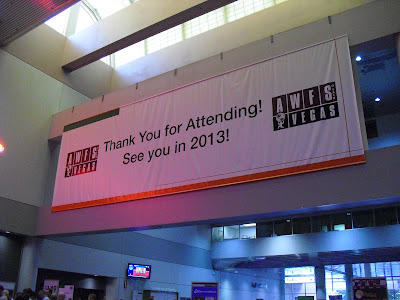 Thank You for Attending!
See you in 2013!
AWFS
VEGAS
AWFS
VEGAS